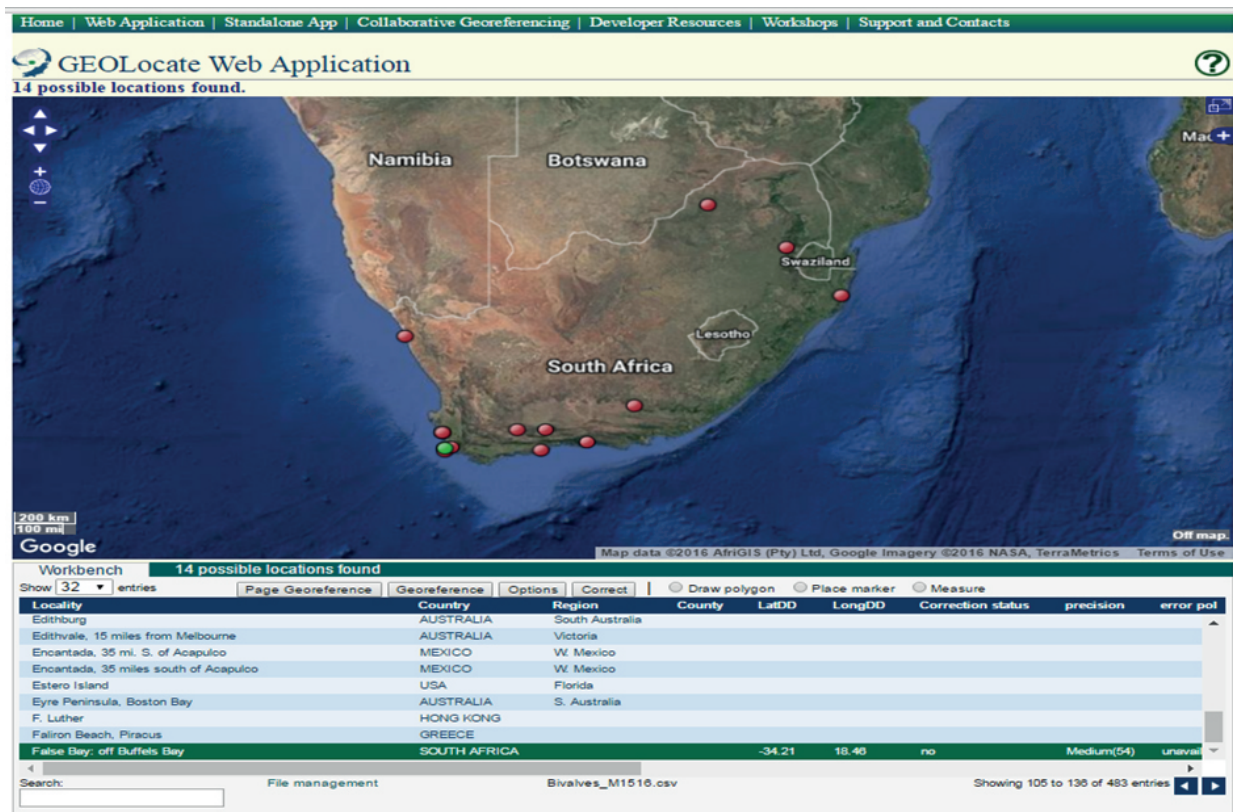 Home | Web Application | Standalone App | Collaborative Georeferencing | Developer Resources | Workshops | Support and Contacts
GEOLocate Web Application
?
14 possible locations found.
Namibia
Botswana
Swaziland
Lesotho
South Africa
200 km
100 mi
Google
Off map.
Map data ©2016 AfriGIS (Pty) Ltd, Google Imagery ©2016 NASA, TerraMetrics Terms of Use
Workbench 14 possible locations found
Show 32 entries Page Georeference Georeference Options Correct | Draw polygon Place marker Measure
Locality Country Region County LatDD LongDD Correction status precision error pol
Edithburg AUSTRALIA South Australia
Edithvale, 15 miles from Melbourne AUSTRALIA Victoria
Encantada, 35 mi. S. of Acapulco MEXICO W. Mexico
Encantada, 35 miles south of Acapulco MEXICO W. Mexico
Estero Island USA Florida
Eyre Peninsula, Boston Bay AUSTRALIA S. Australia
F. Luther HONG KONG
Faliron Beach, Piraeus GREECE
False Bay: off Buffels Bay SOUTH AFRICA -34.21 18.46 no Medium(54) unavail
Search: File management Bivalves_M1516.csv Showing 105 to 136 of 483 entries